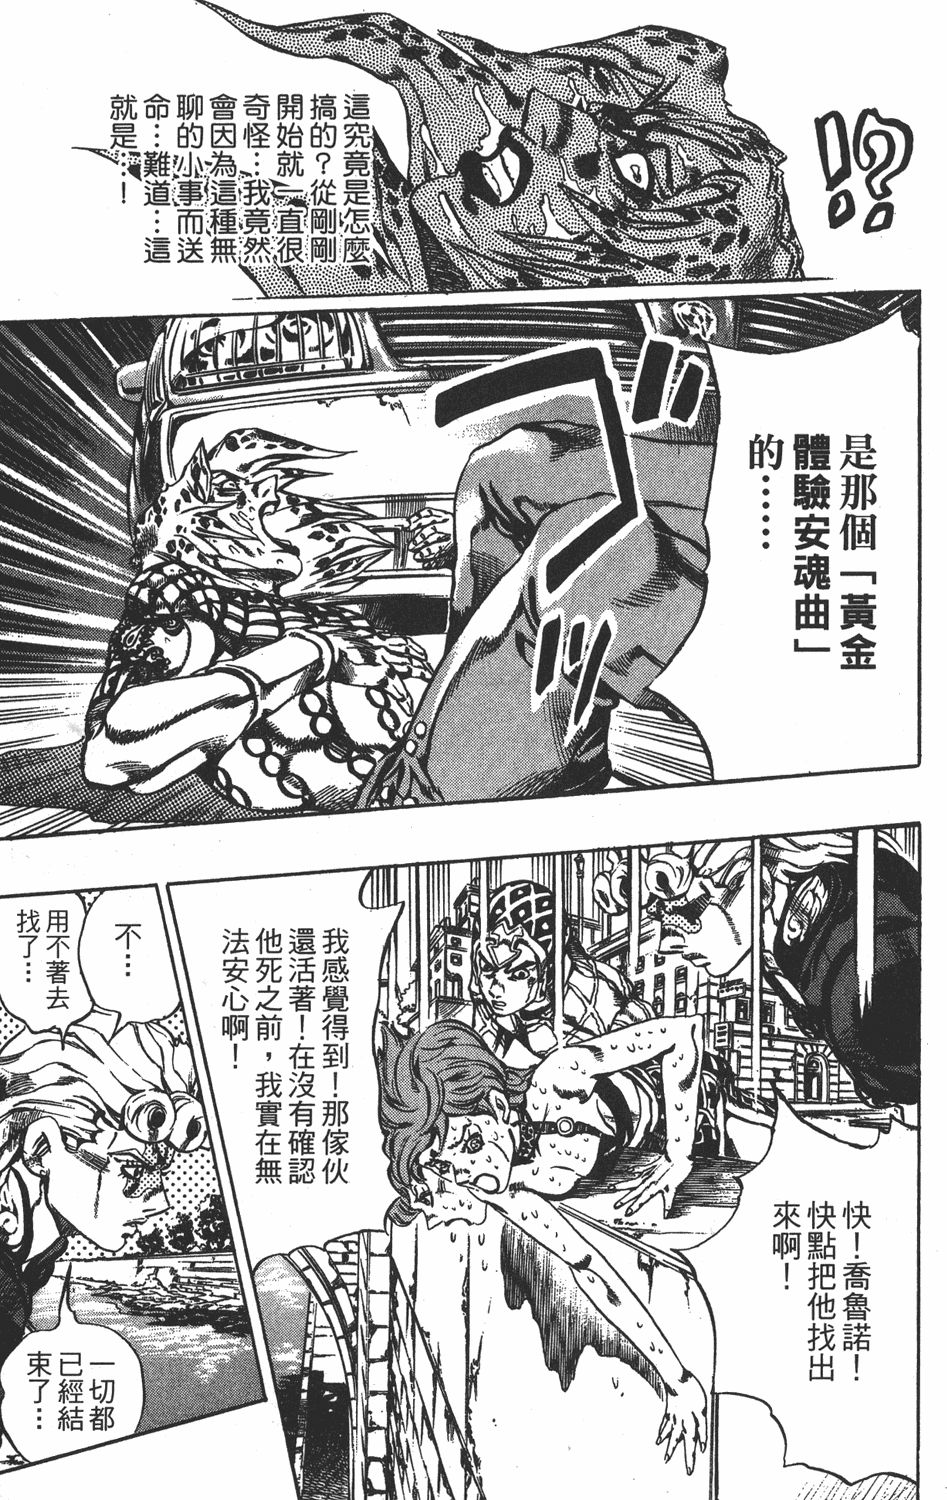 !?
這究竟是怎麼
搞的?從剛剛
開始就一直很
奇怪…我竟然
會因為這種無
聊的小事而送
命…難道…這
就是…!
是那個「黃金
體驗安魂曲」
的……
快!喬魯諾!
快點把他找出
來啊!
我感覺得到!那傢伙
還活著!在沒有確認
他死之前,我實在無
法安心啊!
不…
用不著去
找了…
一切都
已經結
束了…